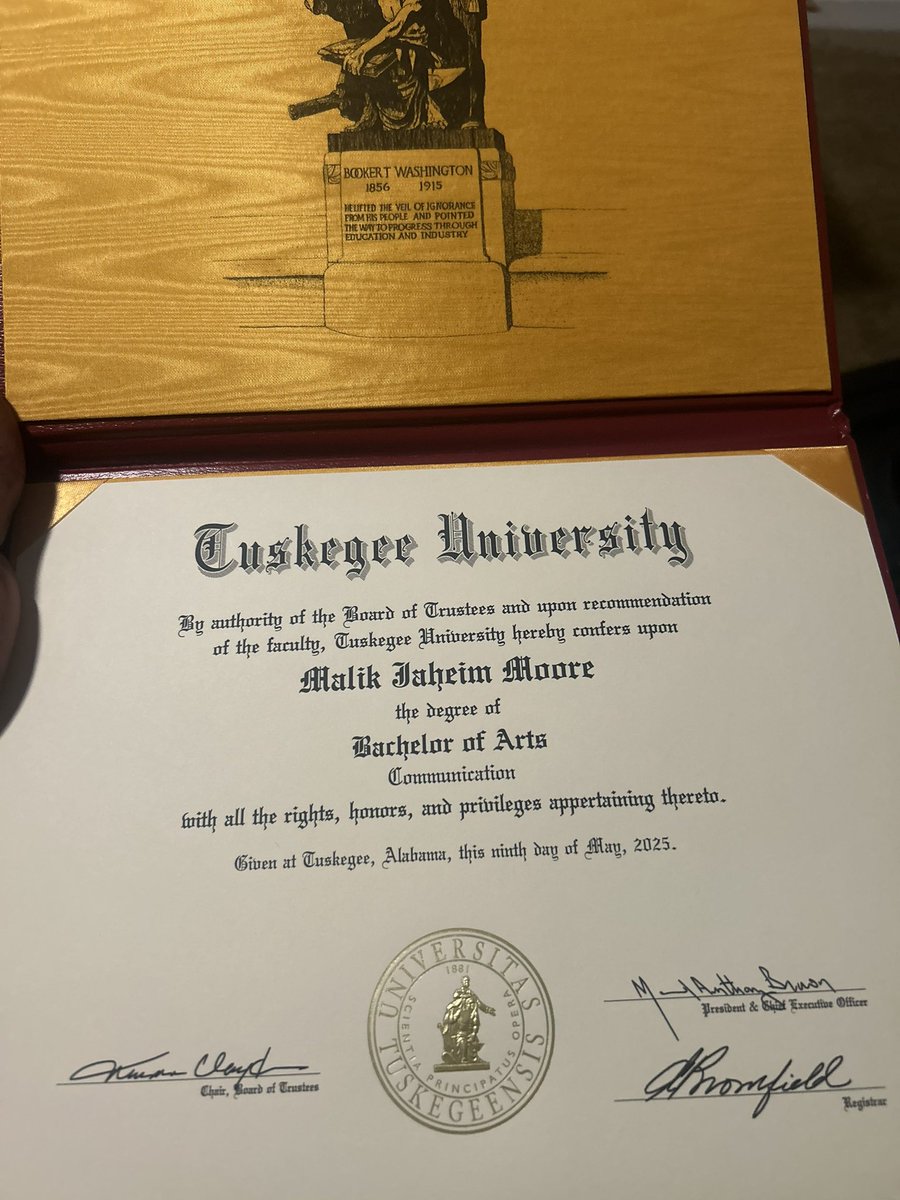 BOOKER T WASHINGTON
1856 1915
HE LIFTED THE VEIL OF IGNORANCE
FROM HIS PEOPLE AND POINTED
THE WAY TO PROGRESS THROUGH
EDUCATION AND INDUSTRY
Tuskegee University
By authority of the Board of Trustees and upon recommendation
of the faculty, Tuskegee University hereby confers upon
Malik Jaheim Moore
the degree of
Bachelor of Arts
Communication
with all the rights, honors, and privileges appertaining thereto.
Given at Tuskegee, Alabama, this ninth day of May, 2025.
UNIVERSITAS TUSKEGEENSIS
1881
SCIENTIA PRINCIPATUS OPERA
President & Chief Executive Officer
Chair, Board of Trustees
ABromfield
Registrar